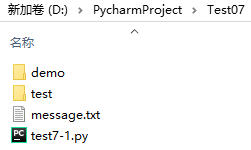 新加卷 (D:) > PycharmProject > Test07
名称
demo
test
message.txt
test7-1.py